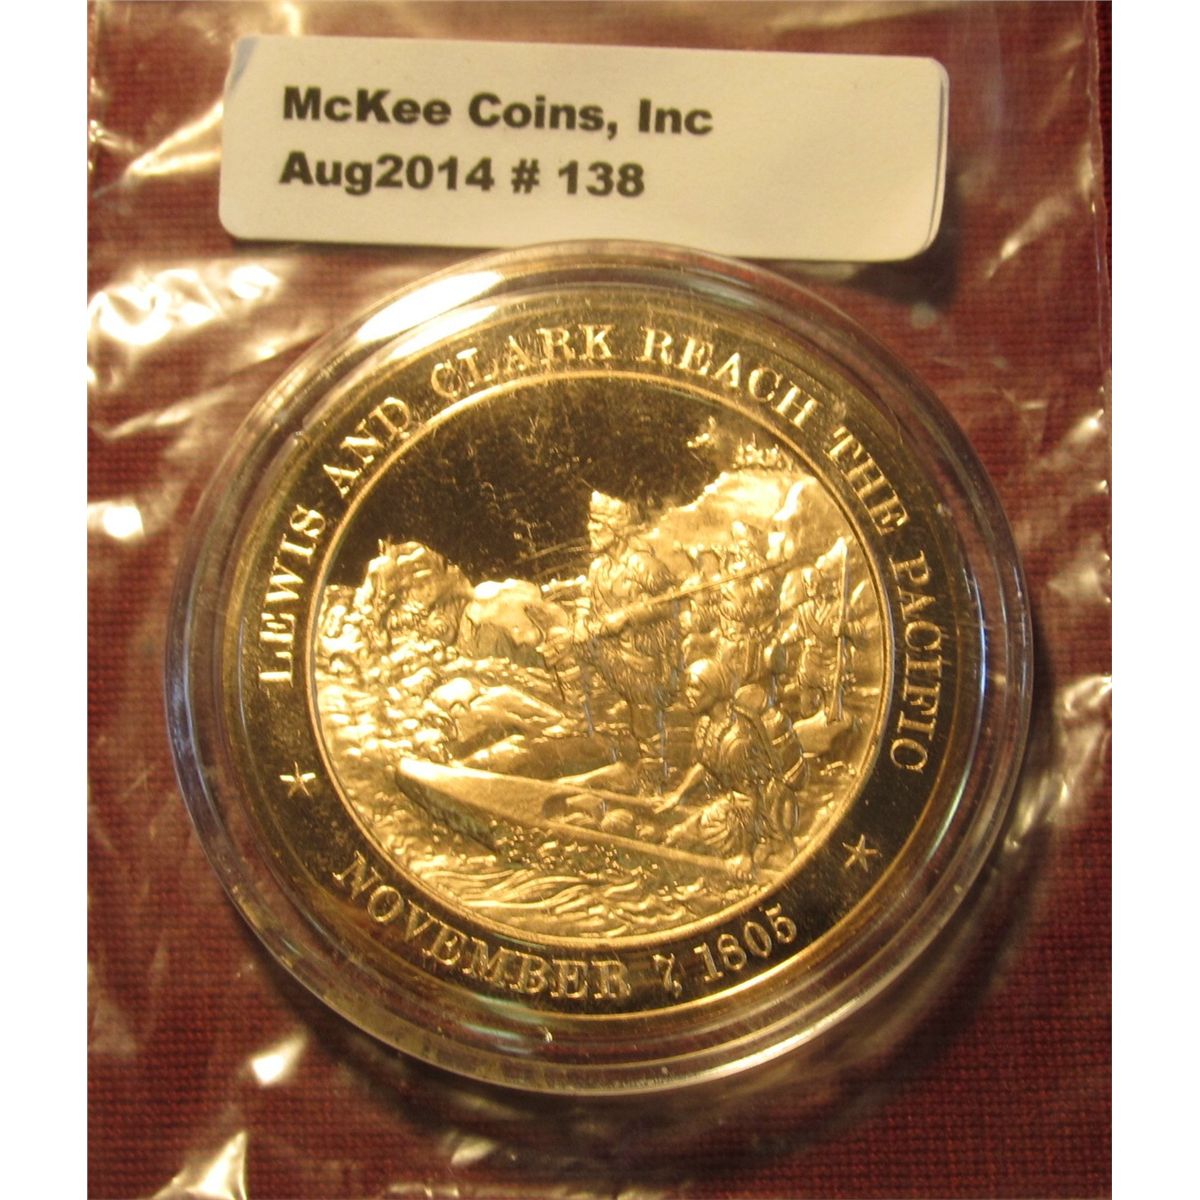 McKee Coins, Inc
Aug2014 # 138
LEWIS AND CLARK REACH THE PACIFIC
NOVEMBER 7, 1805